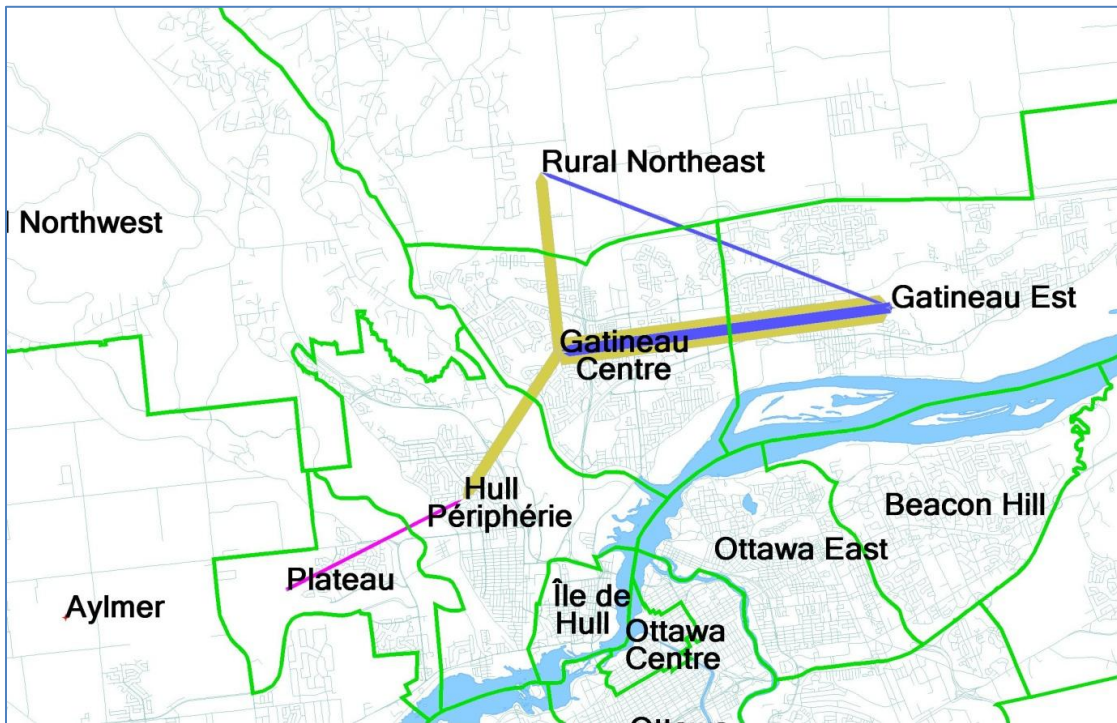 Rural Northeast
l Northwest
Gatineau Est
Gatineau
Centre
Hull
Périphérie
Beacon Hill
Ottawa East
Plateau
Île de
Hull
Aylmer
Ottawa
Centre
Ottawa